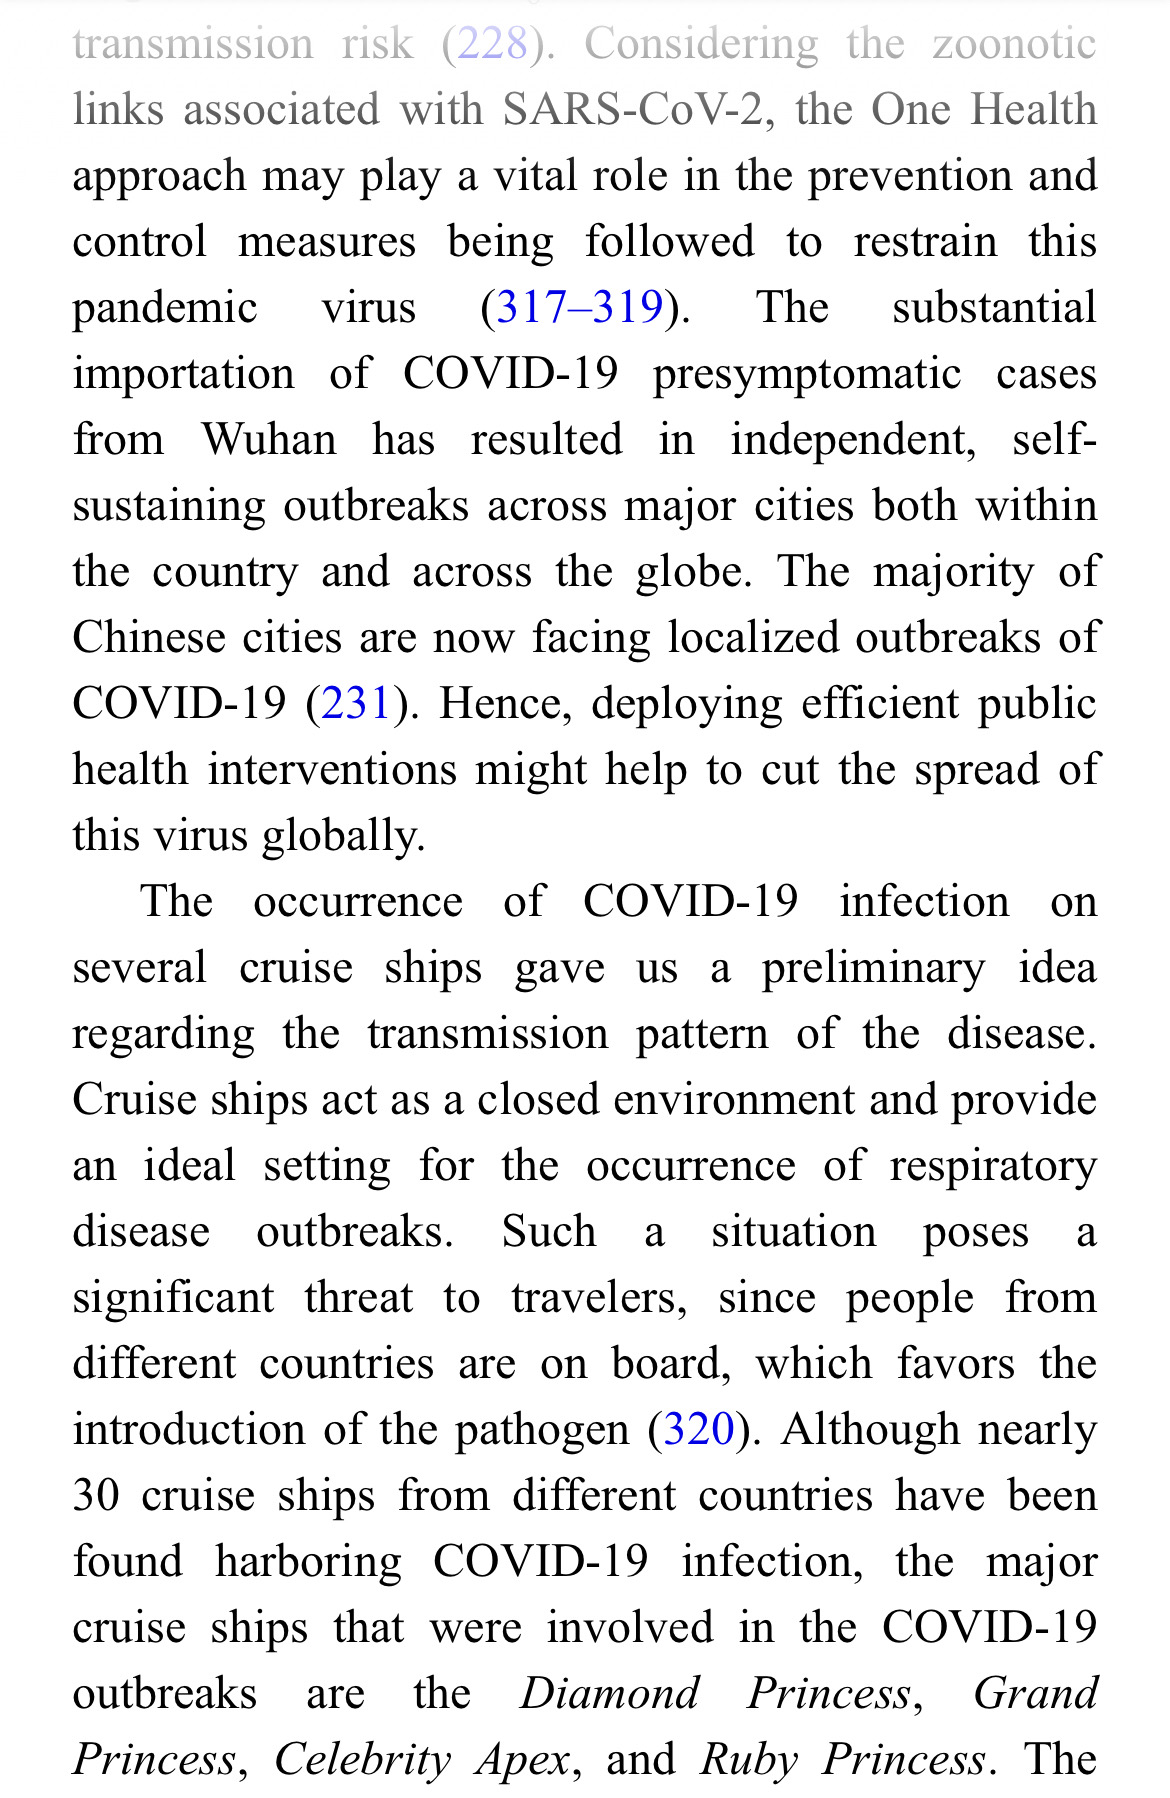 transmission risk (228). Considering the zoonotic
links associated with SARS-CoV-2, the One Health
approach may play a vital role in the prevention and
control measures being followed to restrain this
pandemic virus (317–319). The substantial
importation of COVID-19 presymptomatic cases
from Wuhan has resulted in independent, self-
sustaining outbreaks across major cities both within
the country and across the globe. The majority of
Chinese cities are now facing localized outbreaks of
COVID-19 (231). Hence, deploying efficient public
health interventions might help to cut the spread of
this virus globally.
The occurrence of COVID-19 infection on
several cruise ships gave us a preliminary idea
regarding the transmission pattern of the disease.
Cruise ships act as a closed environment and provide
an ideal setting for the occurrence of respiratory
disease outbreaks. Such a situation poses a
significant threat to travelers, since people from
different countries are on board, which favors the
introduction of the pathogen (320). Although nearly
30 cruise ships from different countries have been
found harboring COVID-19 infection, the major
cruise ships that were involved in the COVID-19
outbreaks are the Diamond Princess, Grand
Princess, Celebrity Apex, and Ruby Princess. The